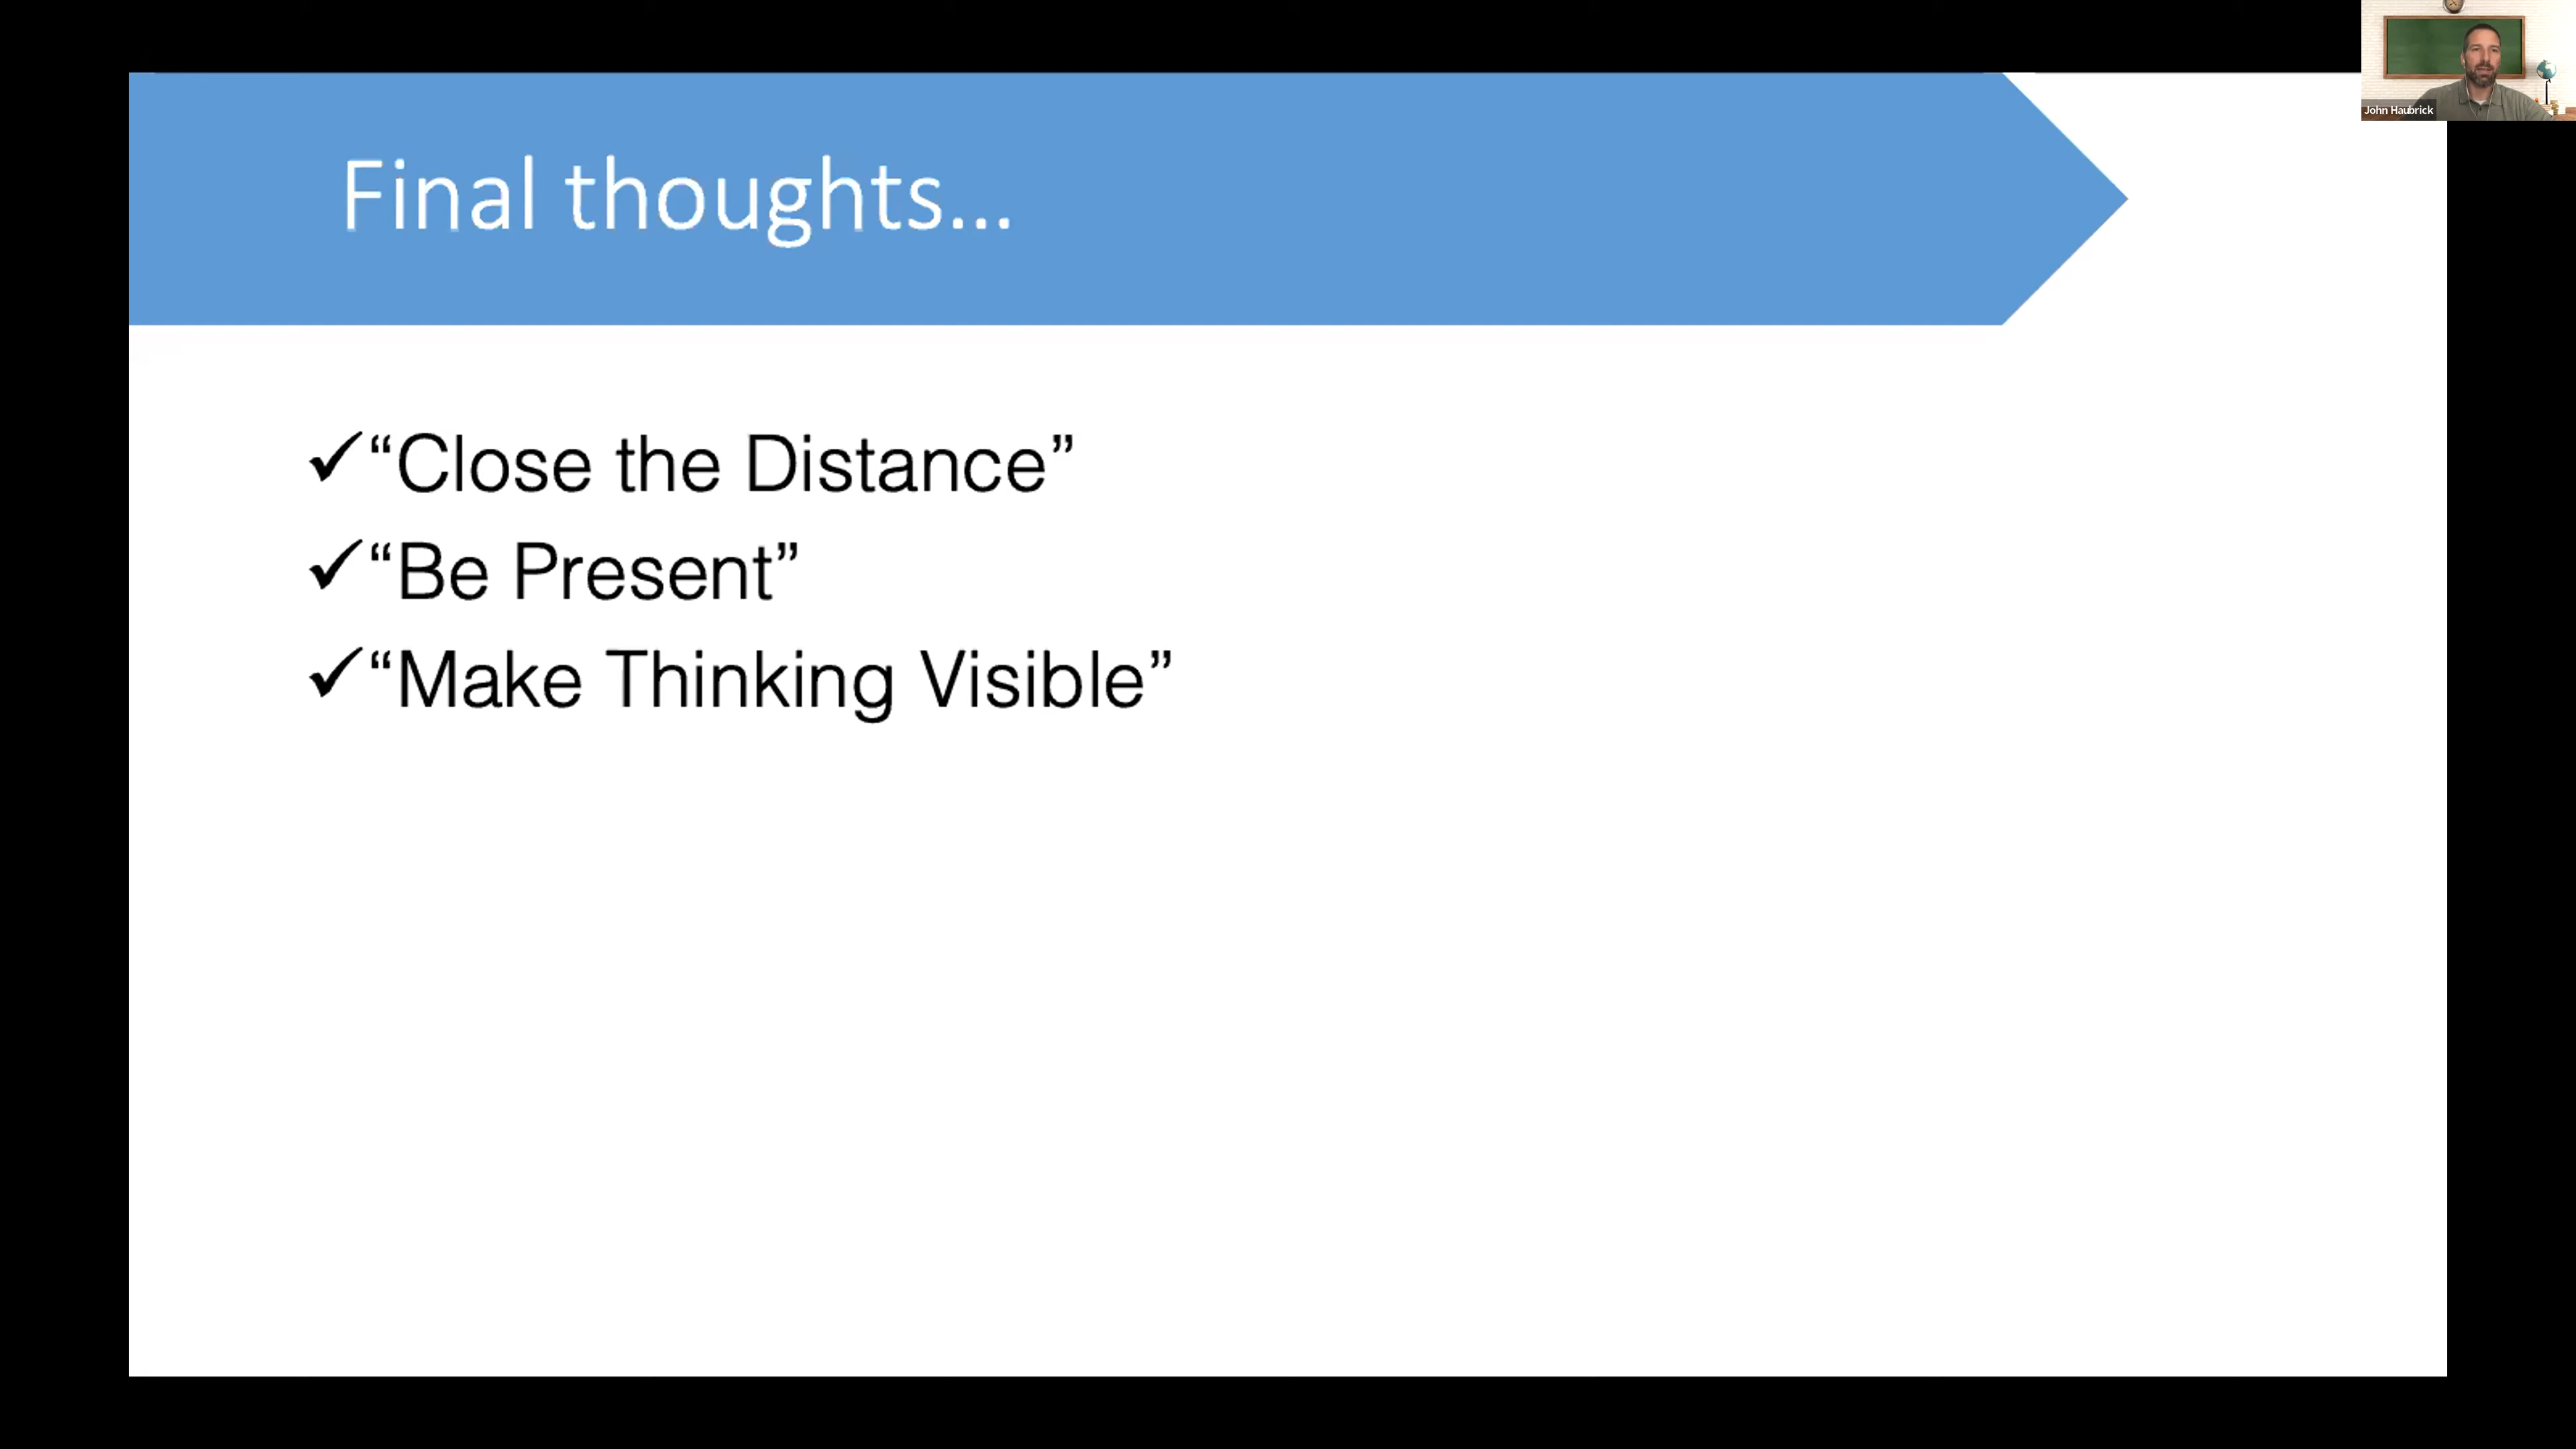 Final thoughts...
✓“Close the Distance”
✓“Be Present”
✓“Make Thinking Visible”
John Haubrick